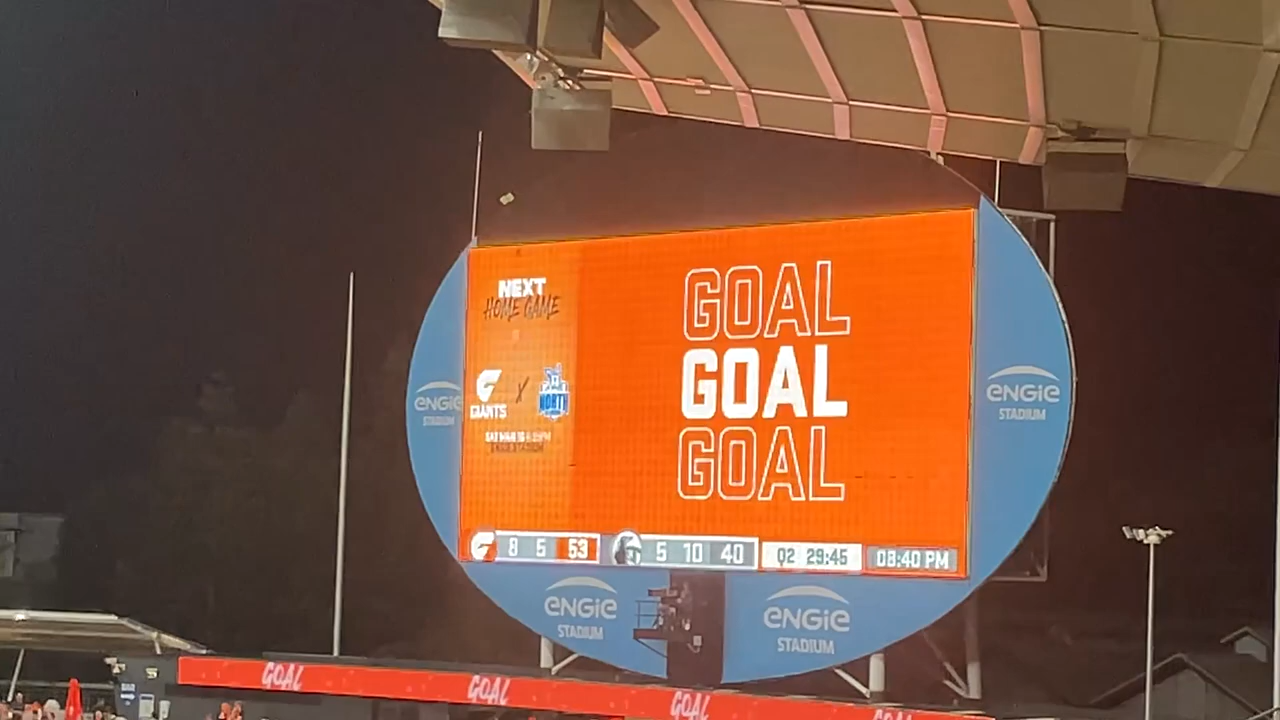 NEXT
HOME GAME
GIANTS X NORTH
GOAL
GOAL
GOAL
ENGIE
STADIUM
ENGIE
STADIUM
8 5 53 5 10 40 Q2 29:45 08:40 PM
ENGIE
STADIUM
ENGIE
STADIUM
GOAL GOAL GOAL GOAL